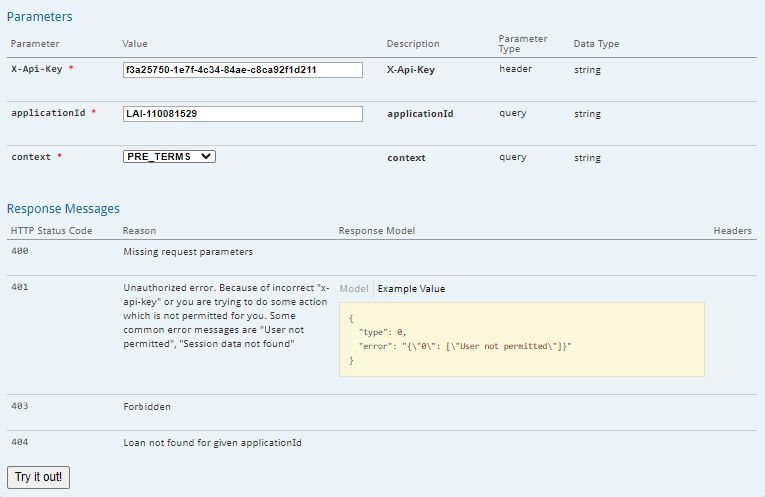 Parameters
Parameter Value Description Parameter Type Data Type
X-Api-Key * f3a25750-1e7f-4c34-84ae-c8ca92f1d211 X-Api-Key header string
applicationId * LAI-110081529 applicationId query string
context * PRE_TERMS context query string
Response Messages
HTTP Status Code Reason Response Model Headers
400 Missing request parameters
401 Unauthorized error. Because of incorrect "x-
api-key" or you are trying to do some action
which is not permitted for you. Some
common error messages are "User not
permitted", "Session data not found"
Model Example Value
{
"type": 0,
"error": "{\"0\": [\"User not permitted\"]}"
}
403 Forbidden
404 Loan not found for given applicationId
Try it out!